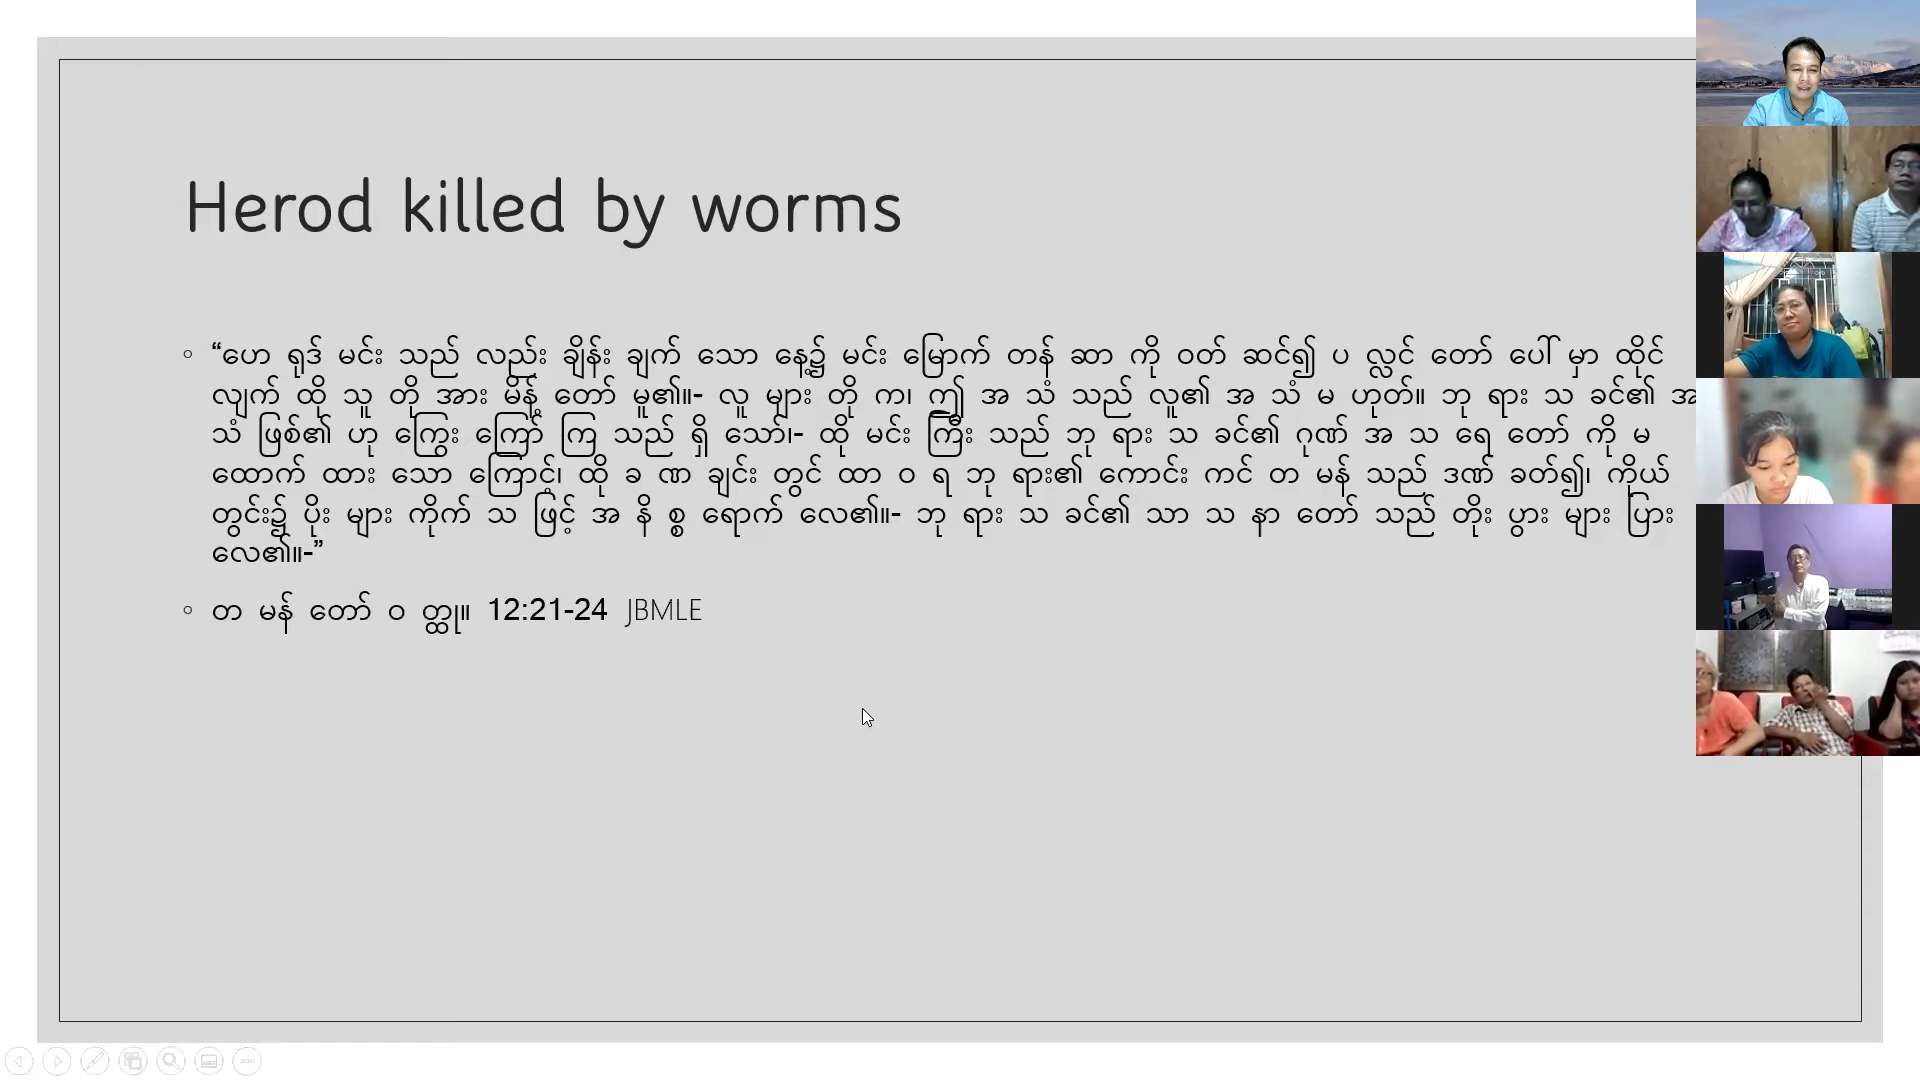 Herod killed by worms
“ဟေ ရုဒ် မင်း သည် လည်း ချိန်း ချက် သော နေ့၌ မင်း မြောက် တန် ဆာ ကို ဝတ် ဆင်၍ ပ လ္လင် တော် ပေါ် မှာ ထိုင်
လျက် ထို သူ တို့ အား မိန့် တော် မူ၏။- လူ များ တို့ က၊ ဤ အ သံ သည် လူ၏ အ သံ မ ဟုတ်။ ဘု ရား သ ခင်၏ အ
သံ ဖြစ်၏ ဟု ကြွေး ကြော် ကြ သည် ရှိ သော်၊- ထို မင်း ကြီး သည် ဘု ရား သ ခင်၏ ဂုဏ် အ သ ရေ တော် ကို မ
ထောက် ထား သော ကြောင့်၊ ထို ခ ဏ ချင်း တွင် ထာ ဝ ရ ဘု ရား၏ ကောင်း ကင် တ မန် သည် ဒဏ် ခတ်၍၊ ကိုယ်
တွင်း၌ ပိုး များ ကိုက် သ ဖြင့် အ နိ စ္စ ရောက် လေ၏။- ဘု ရား သ ခင်၏ သာ သ နာ တော် သည် တိုး ပွား များ ပြား
လေ၏။-”
တ မန် တော် ဝ တ္ထု။ 12:21-24 JBMLE